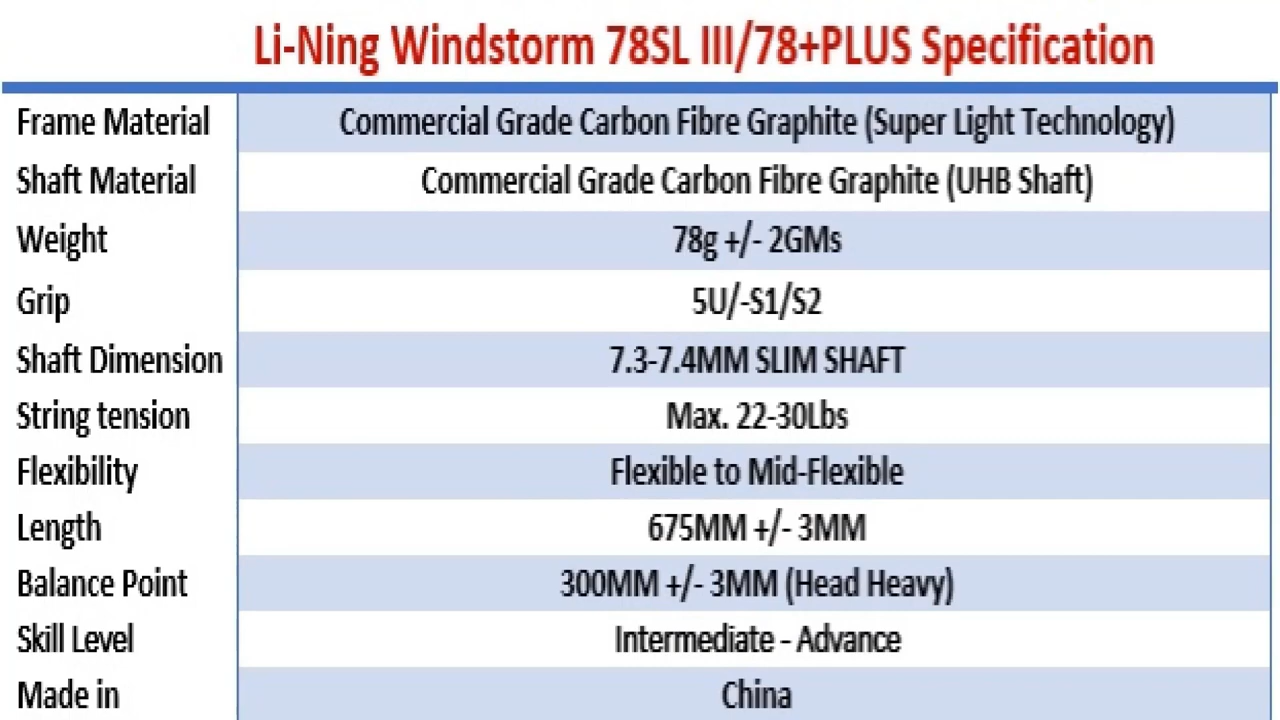 Li-Ning Windstorm 78SL III/78+PLUS Specification
Frame Material Commercial Grade Carbon Fibre Graphite (Super Light Technology)
Shaft Material Commercial Grade Carbon Fibre Graphite (UHB Shaft)
Weight 78g +/- 2GMs
Grip 5U/-S1/S2
Shaft Dimension 7.3-7.4MM SLIM SHAFT
String tension Max. 22-30Lbs
Flexibility Flexible to Mid-Flexible
Length 675MM +/- 3MM
Balance Point 300MM +/- 3MM (Head Heavy)
Skill Level Intermediate - Advance
Made in China